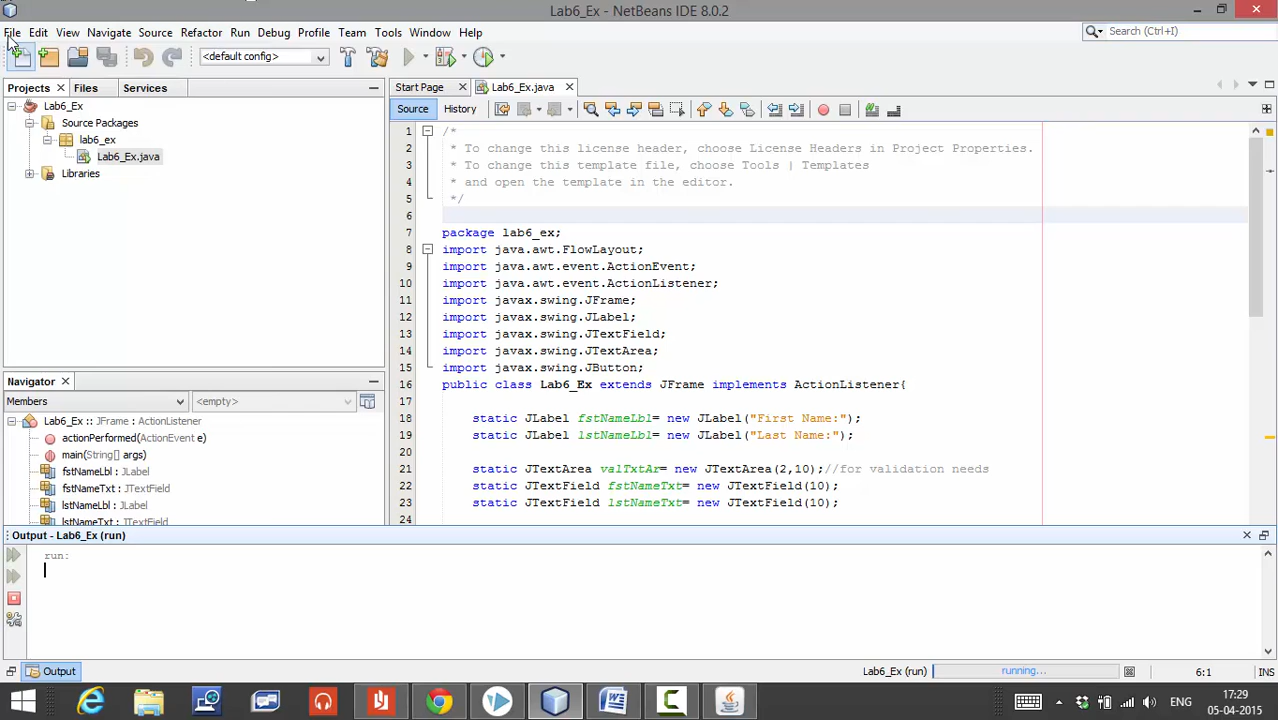 Lab6_Ex - NetBeans IDE 8.0.2
File Edit View Navigate Source Refactor Run Debug Profile Team Tools Window Help
Search (Ctrl+I)
<default config>
Projects Files Services
Start Page Lab6_Ex.java
Source History
Lab6_Ex
Source Packages
lab6_ex
Lab6_Ex.java
Libraries
1 /*
2 * To change this license header, choose License Headers in Project Properties.
3 * To change this template file, choose Tools | Templates
4 * and open the template in the editor.
5 */
6
7 package lab6_ex;
8 import java.awt.FlowLayout;
9 import java.awt.event.ActionEvent;
10 import java.awt.event.ActionListener;
11 import javax.swing.JFrame;
12 import javax.swing.JLabel;
13 import javax.swing.JTextField;
14 import javax.swing.JTextArea;
15 import javax.swing.JButton;
16 public class Lab6_Ex extends JFrame implements ActionListener{
17
18 static JLabel fstNameLbl= new JLabel("First Name:");
19 static JLabel lstNameLbl= new JLabel("Last Name:");
21 static JTextArea valTxtAr= new JTextArea(2,10);//for validation needs
22 static JTextField fstNameTxt= new JTextField(10);
23 static JTextField lstNameTxt= new JTextField(10);
24
Navigator
Members <empty>
Lab6_Ex :: JFrame : ActionListener
actionPerformed(ActionEvent e)
main(String[] args)
fstNameLbl : JLabel
fstNameTxt : JTextField
lstNameLbl : JLabel
lstNameTxt : JTextField
Output - Lab6_Ex (run)
run:
Output
Lab6_Ex (run) running... 6:1 INS
ENG
17:29
05-04-2015